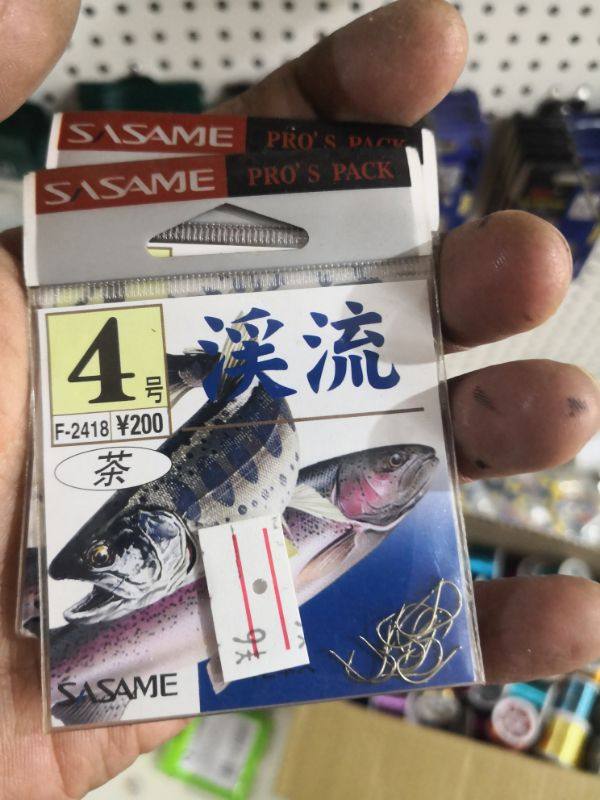 SASAME PRO'S PACK
SASAME PRO'S PACK
4号
渓流
F-2418 ¥200
茶
SASAME